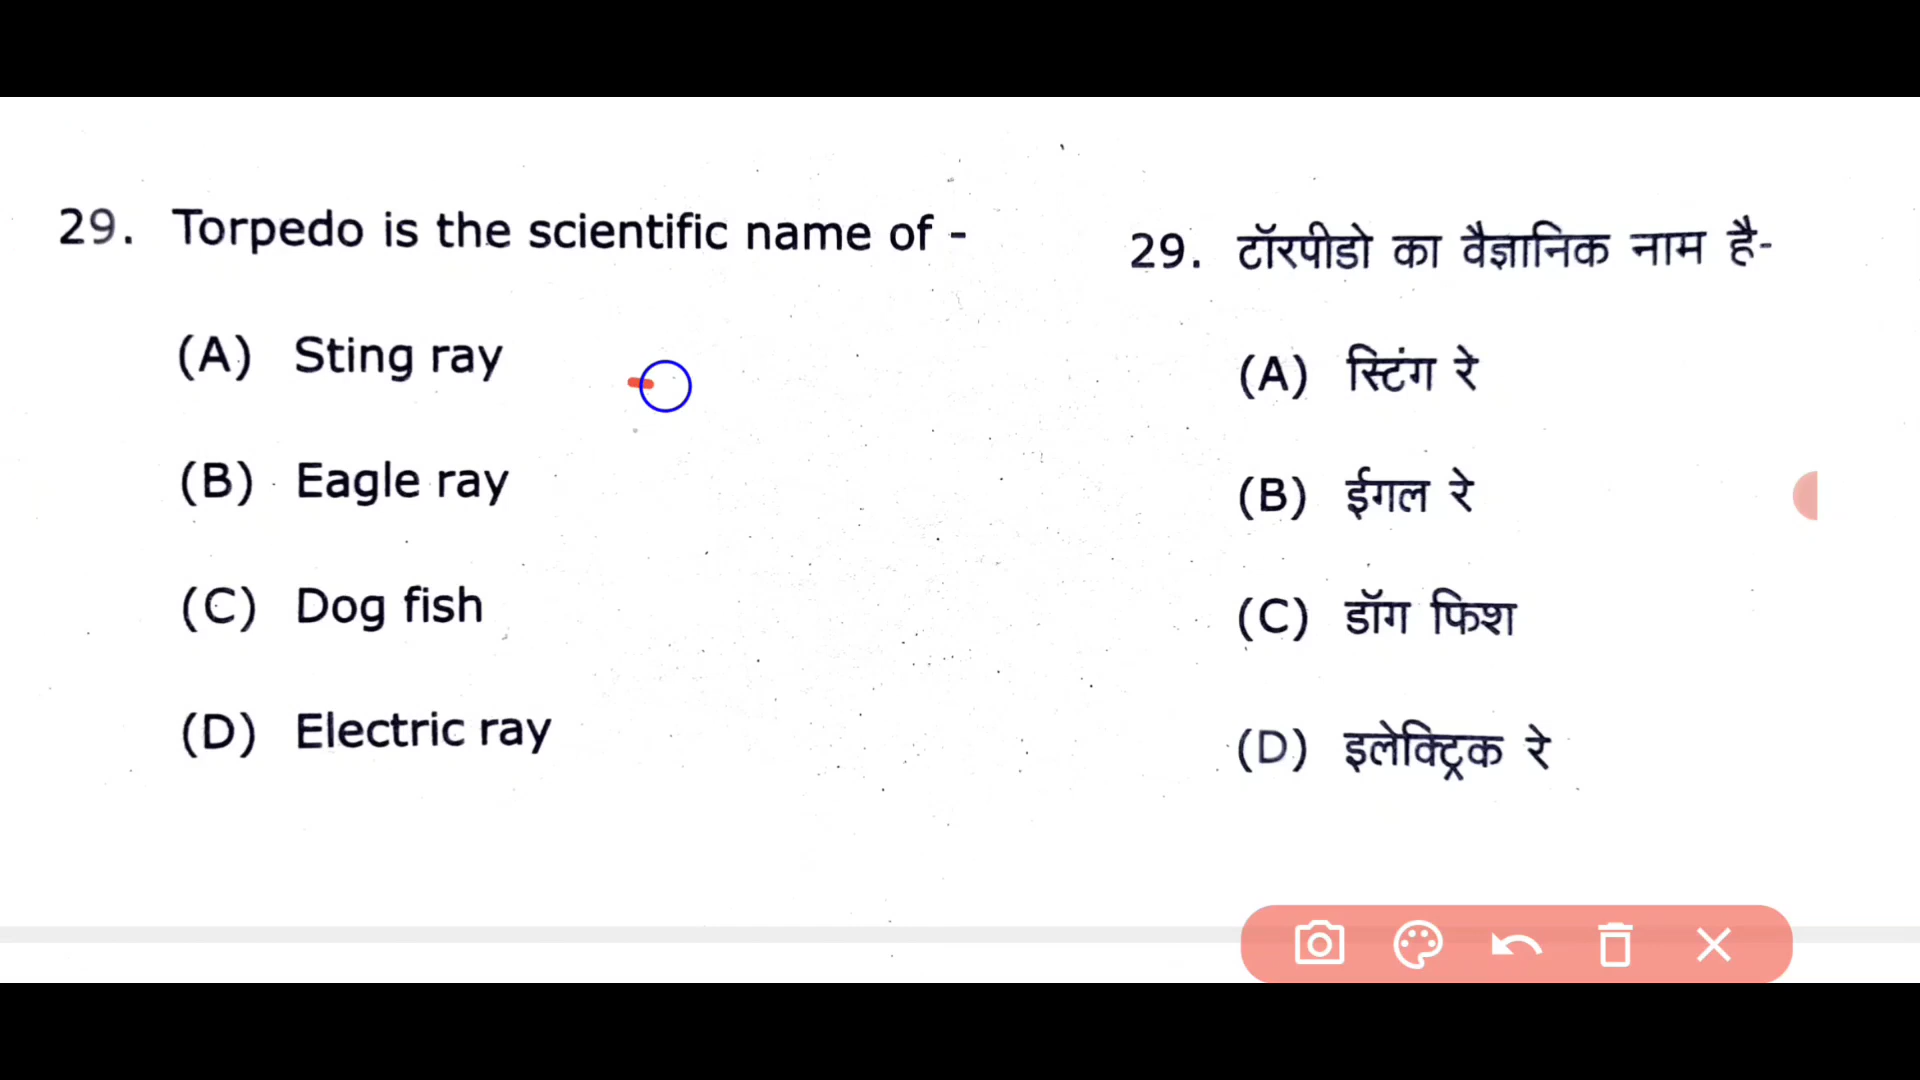 29. Torpedo is the scientific name of -
(A) Sting ray
(B) Eagle ray
(C) Dog fish
(D) Electric ray
29. टॉरपीडो का वैज्ञानिक नाम है-
(A) स्टिंग रे
(B) ईगल रे
(C) डॉग फिश
(D) इलेक्ट्रिक रे